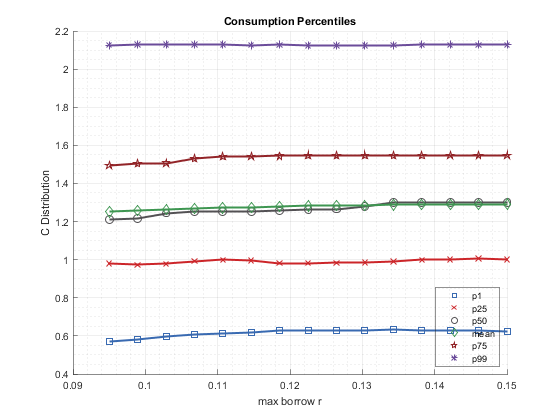 Consumption Percentiles
2.2
2
1.8
1.6
1.4
1.2
1
0.8
0.6
0.4
C Distribution
0.09
0.1
0.11
0.12
0.13
0.14
0.15
max borrow r
p1
p25
p50
mean
p75
p99